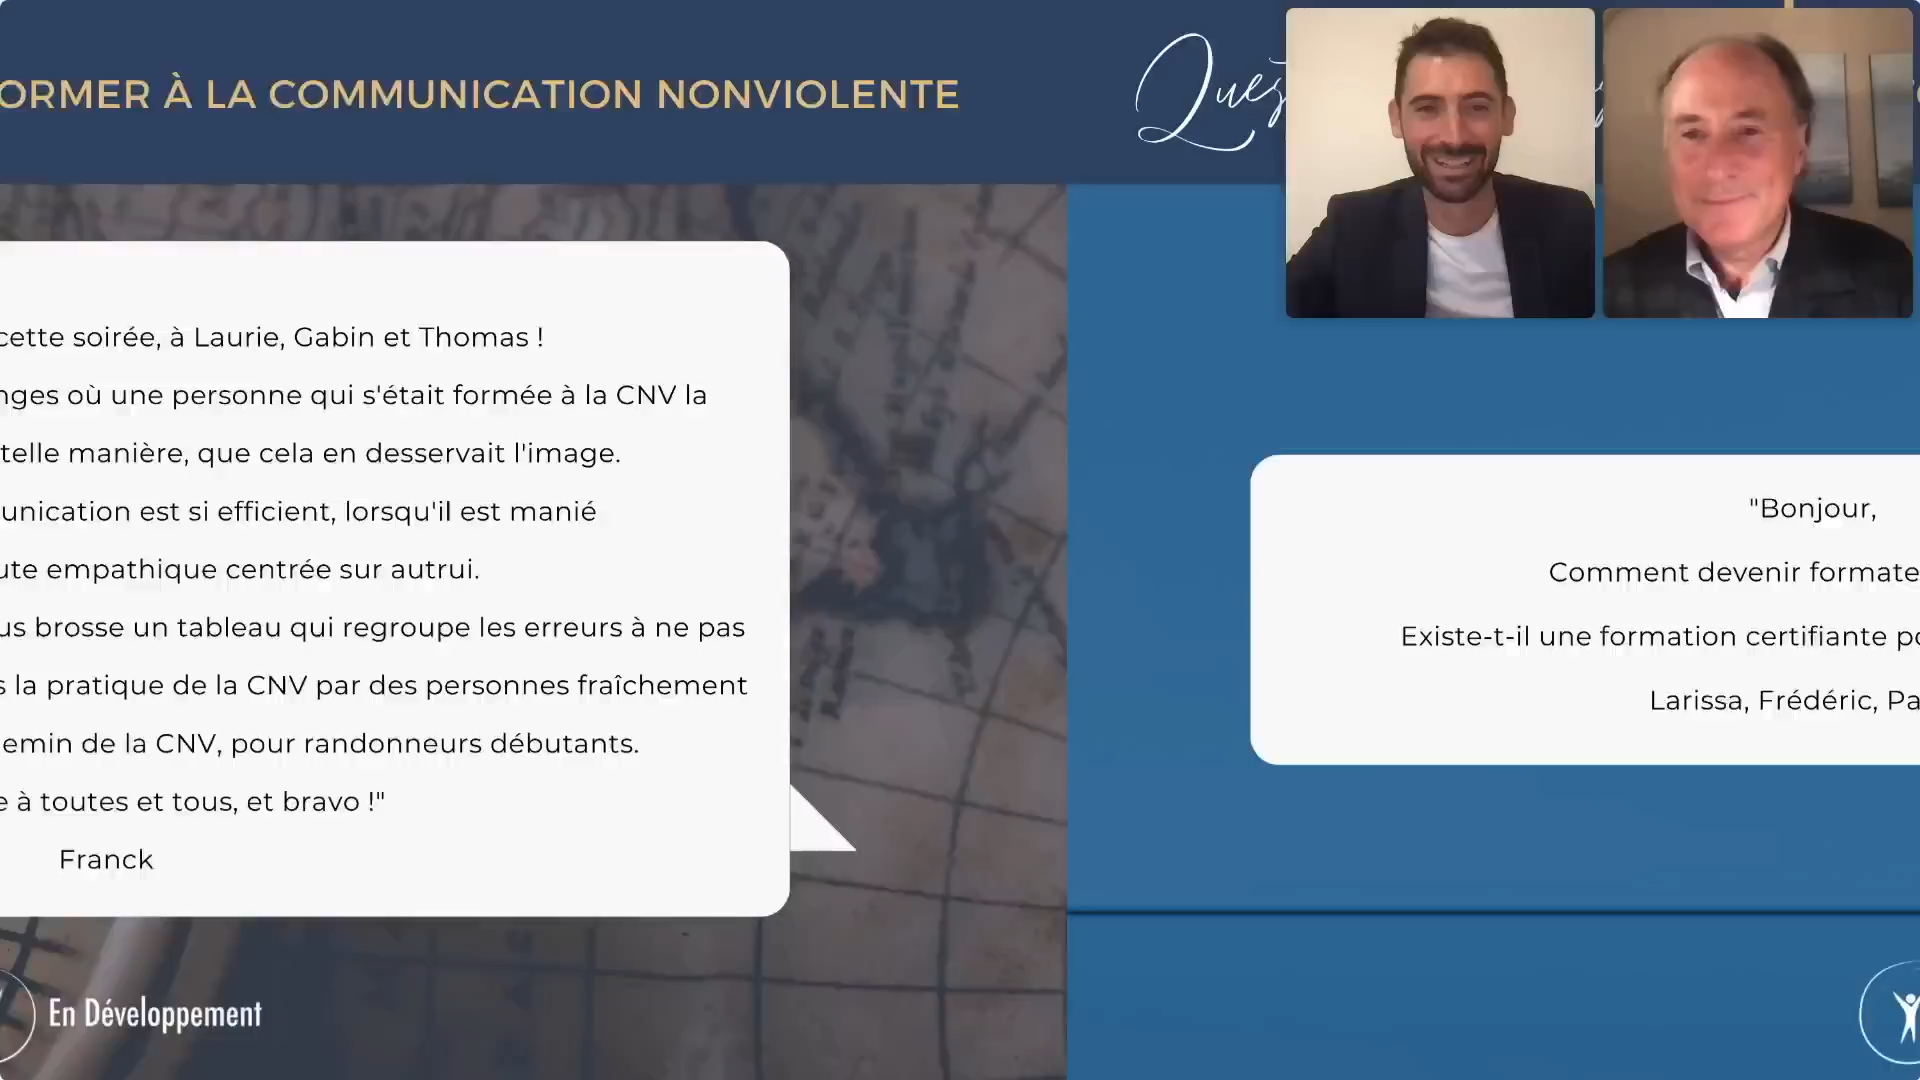 ORMER À LA COMMUNICATION NONVIOLENTE
cette soirée, à Laurie, Gabin et Thomas !
nges où une personne qui s'était formée à la CNV la
telle manière, que cela en desservait l'image.
unication est si efficient, lorsqu'il est manié
ute empathique centrée sur autrui.
us brosse un tableau qui regroupe les erreurs à ne pas
s la pratique de la CNV par des personnes fraîchement
emin de la CNV, pour randonneurs débutants.
e à toutes et tous, et bravo !"
Franck
En Développement
Ques
"Bonjour,
Comment devenir formate
Existe-t-il une formation certifiante po
Larissa, Frédéric, Pa